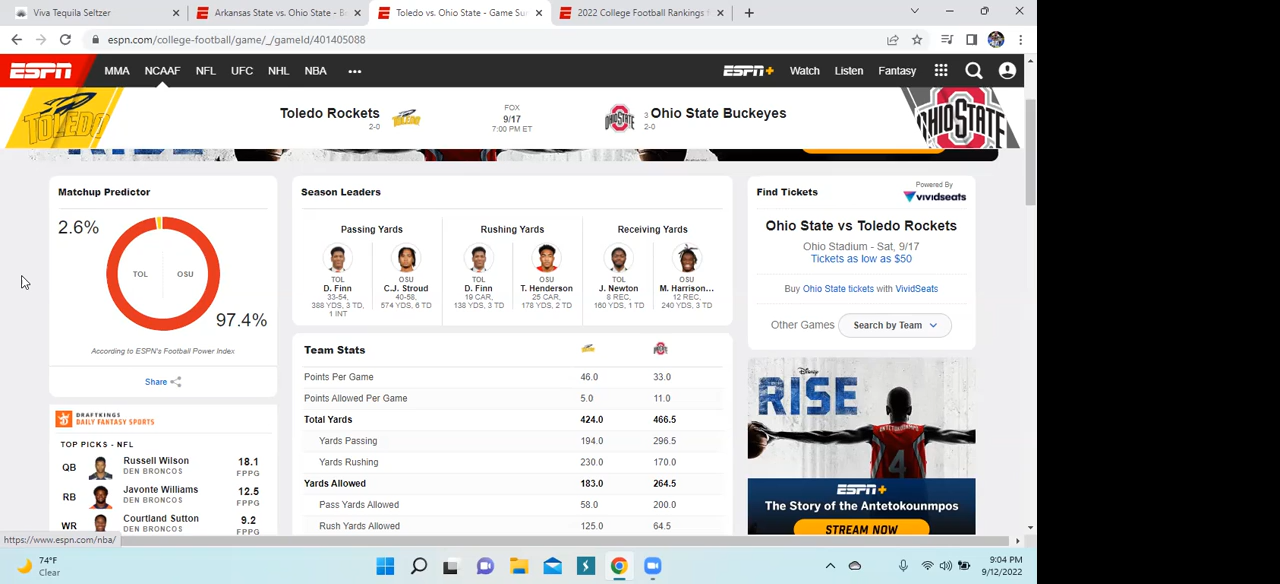 Viva Tequila Seltzer
Arkansas State vs. Ohio State - B
Toledo vs. Ohio State - Game Su
2022 College Football Rankings f
espn.com/college-football/game/_/gameId/401405088
ESPN MMA NCAAF NFL UFC NHL NBA ••• ESPN+ Watch Listen Fantasy
TOLEDO
Toledo Rockets
2-0
TOLEDO
FOX
9/17
7:00 PM ET
OHIO STATE
3 Ohio State Buckeyes
2-0
OHIO STATE
Matchup Predictor
2.6%
TOL OSU
97.4%
According to ESPN's Football Power Index
Share
Season Leaders
Passing Yards Rushing Yards Receiving Yards
TOL
D. Finn
33-54,
388 YDS, 3 TD,
1 INT
OSU
C.J. Stroud
40-58,
574 YDS, 6 TD
TOL
D. Finn
19 CAR,
138 YDS, 3 TD
OSU
T. Henderson
25 CAR,
178 YDS, 2 TD
TOL
J. Newton
8 REC,
160 YDS, 1 TD
OSU
M. Harrison...
12 REC,
240 YDS, 3 TD
Find Tickets
Powered By
vividseats
Ohio State vs Toledo Rockets
Ohio Stadium - Sat, 9/17
Tickets as low as $50
Buy Ohio State tickets with VividSeats
Other Games Search by Team
Team Stats
Points Per Game 46.0 33.0
Points Allowed Per Game 5.0 11.0
Total Yards 424.0 466.5
Yards Passing 194.0 296.5
Yards Rushing 230.0 170.0
Yards Allowed 183.0 264.5
Pass Yards Allowed 58.0 200.0
Rush Yards Allowed 125.0 64.5
DRAFTKINGS
DAILY FANTASY SPORTS
TOP PICKS - NFL
QB Russell Wilson 18.1
DEN BRONCOS FPPG
RB Javonte Williams 12.5
DEN BRONCOS FPPG
WR Courtland Sutton 9.2
DEN BRONCOS FPPG
Disney
RISE
ANTETOKOUNMPOS
4
ESPN+
The Story of the Antetokounmpos
STREAM NOW
https://www.espn.com/nba/
74°F
Clear
9:04 PM
9/12/2022